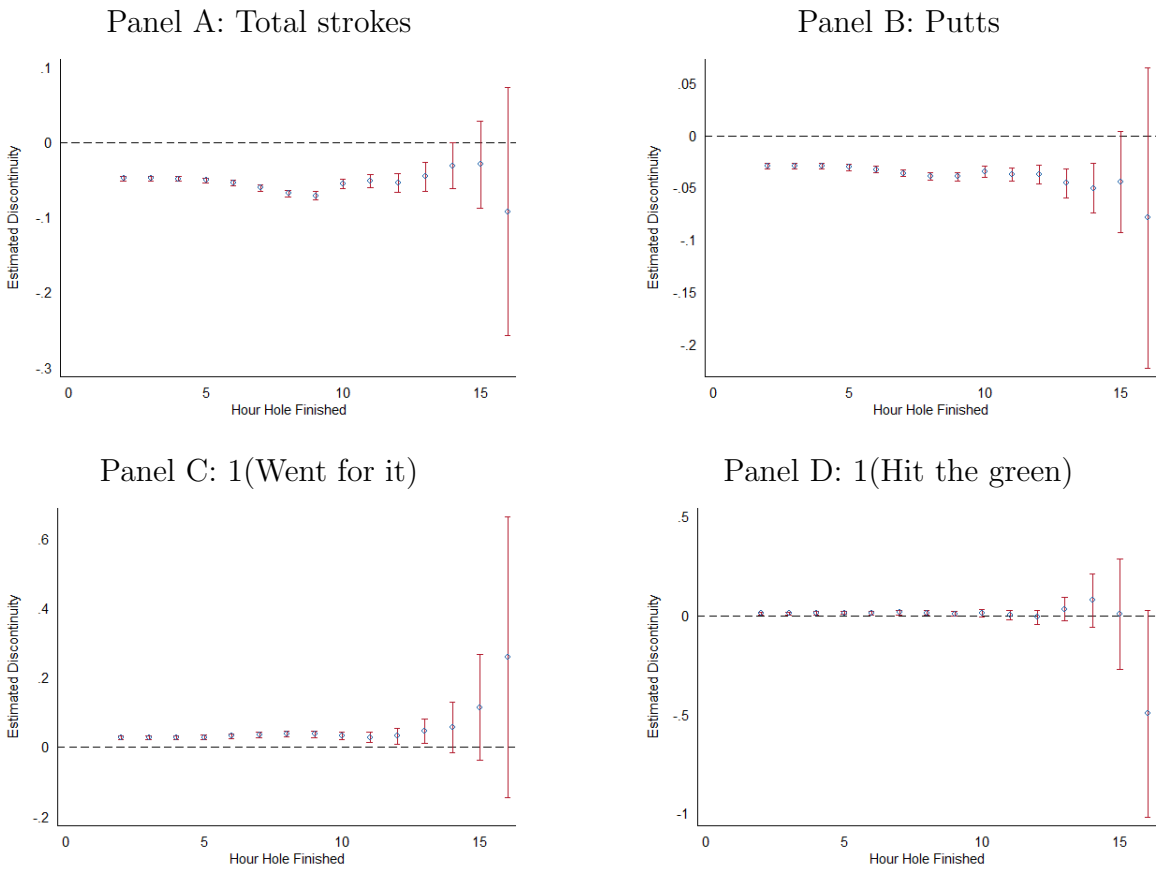 Panel A: Total strokes
.1
0
-.1
-.2
-.3
Estimated Discontinuity
0 5 10 15
Hour Hole Finished
Panel B: Putts
.05
0
-.05
-.1
-.15
-.2
Estimated Discontinuity
0 5 10 15
Hour Hole Finished
Panel C: 1(Went for it)
.6
.4
.2
0
-.2
Estimated Discontinuity
0 5 10 15
Hour Hole Finished
Panel D: 1(Hit the green)
.5
0
-.5
-1
Estimated Discontinuity
0 5 10 15
Hour Hole Finished